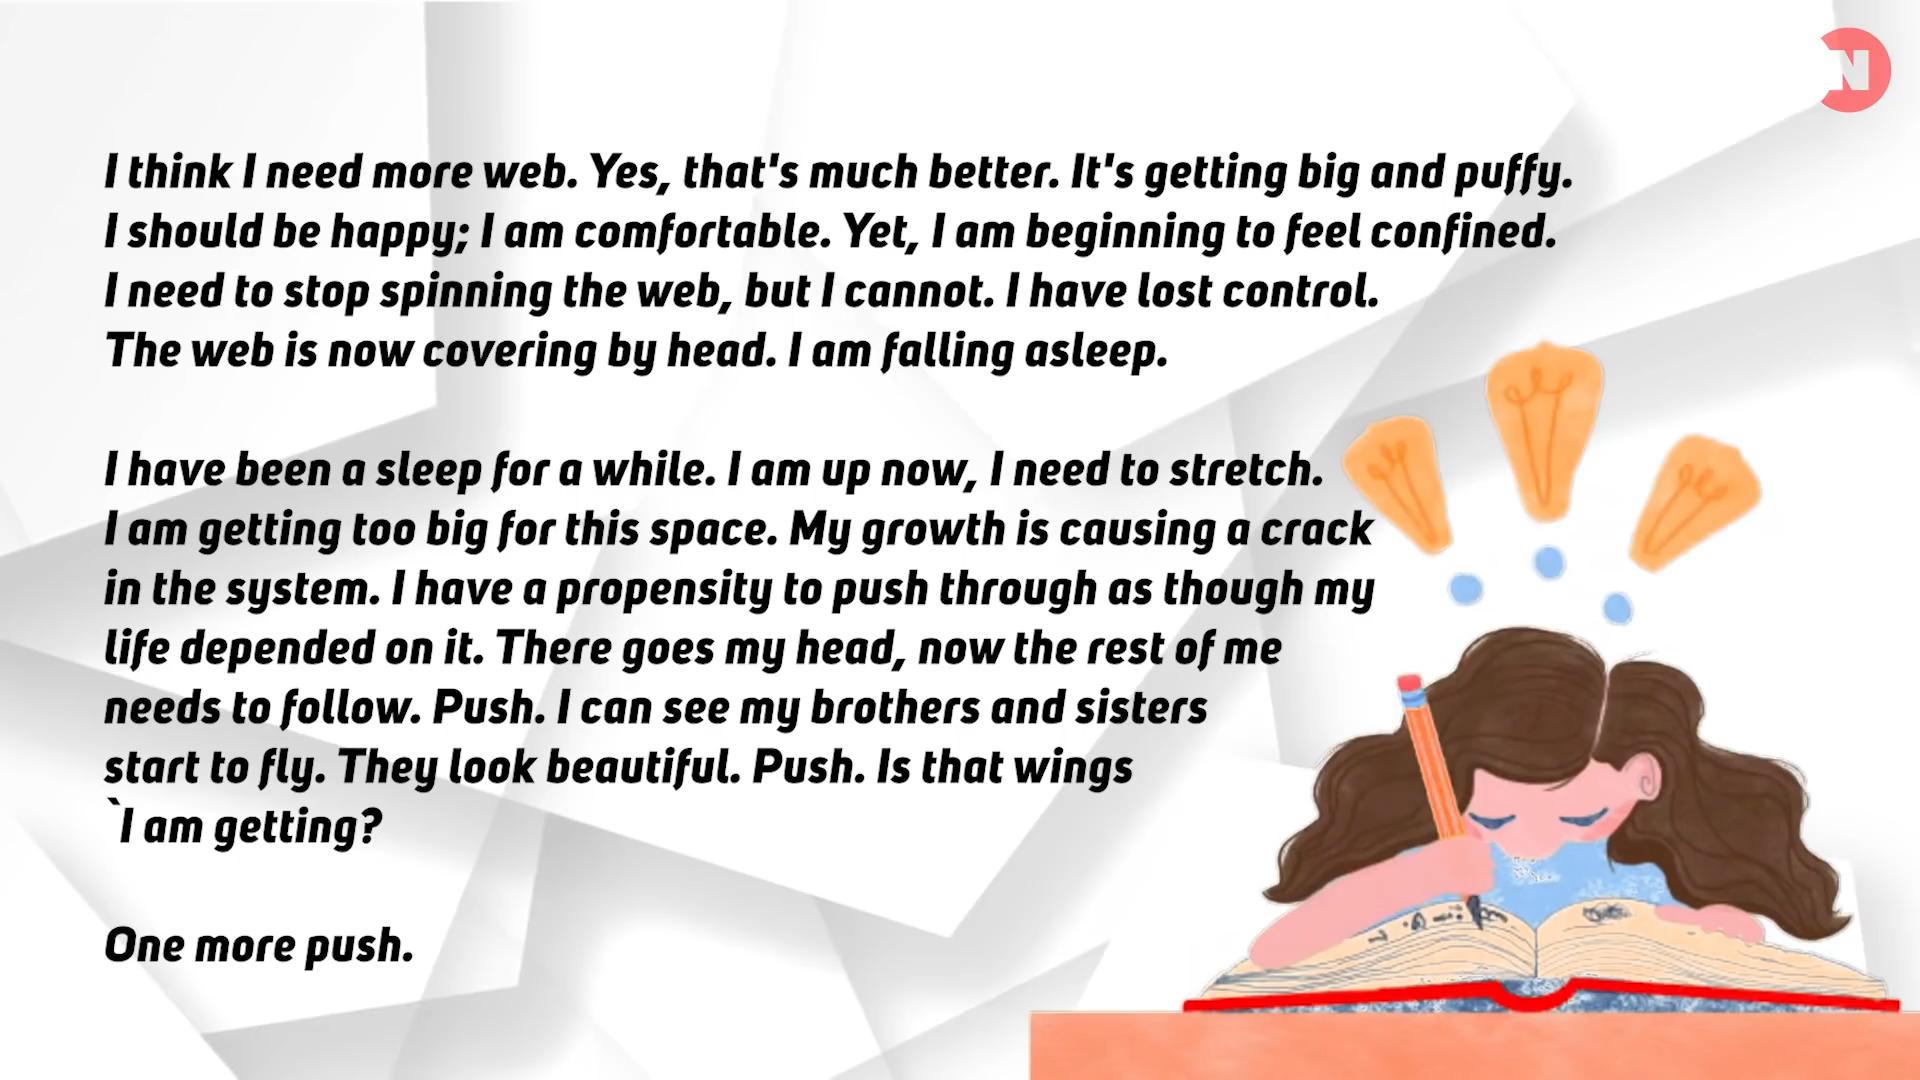 N
I think I need more web. Yes, that's much better. It's getting big and puffy.
I should be happy; I am comfortable. Yet, I am beginning to feel confined.
I need to stop spinning the web, but I cannot. I have lost control.
The web is now covering by head. I am falling asleep.
I have been a sleep for a while. I am up now, I need to stretch.
I am getting too big for this space. My growth is causing a crack
in the system. I have a propensity to push through as though my
life depended on it. There goes my head, now the rest of me
needs to follow. Push. I can see my brothers and sisters
start to fly. They look beautiful. Push. Is that wings
`I am getting?
One more push.